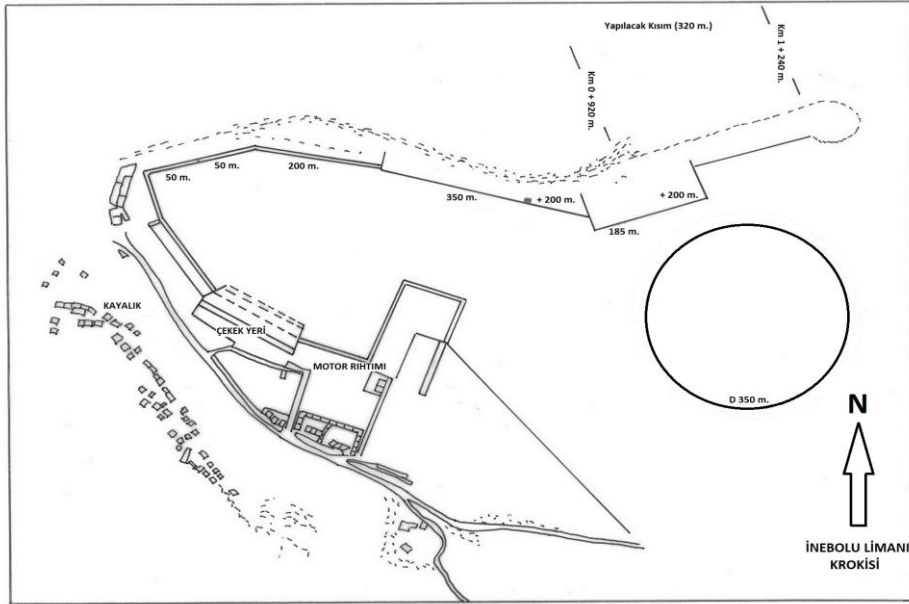 Yapılacak Kısım (320 m.)
Km 0 + 920 m.
Km 1 + 240 m.
50 m.
50 m.
200 m.
350 m.
+ 200 m.
+ 200 m.
185 m.
KAYALIK
ÇEKEK YERİ
MOTOR RIHTIMI
D 350 m.
N
İNEBOLU LİMANI
KROKİSİ